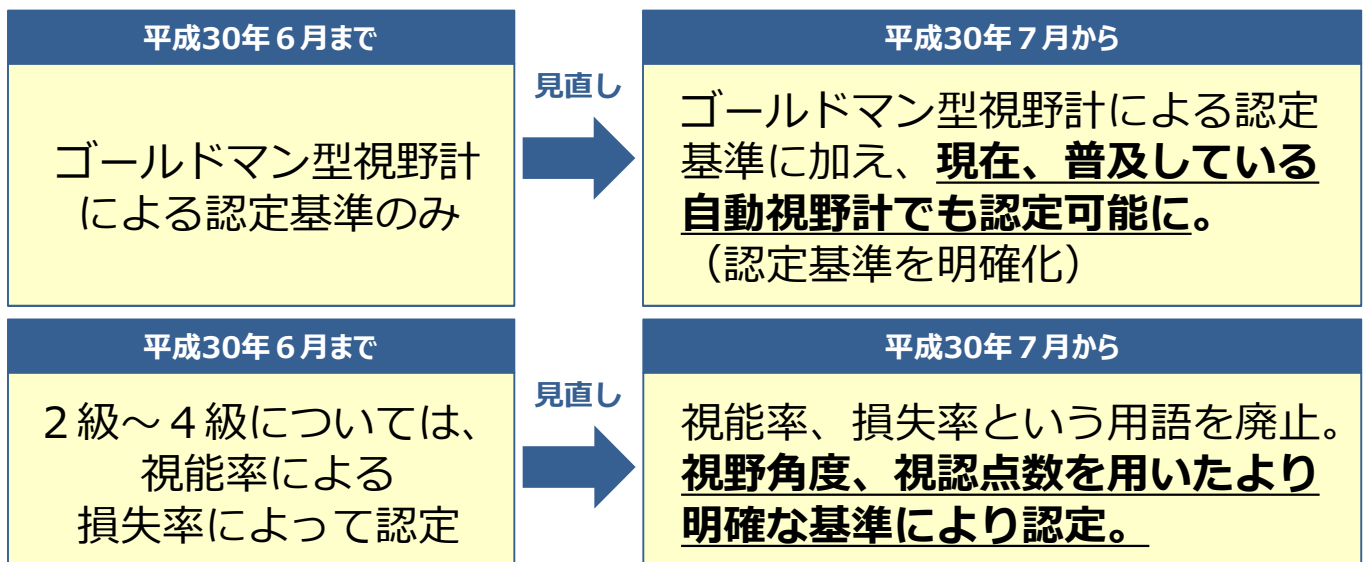 平成30年６月まで
ゴールドマン型視野計
による認定基準のみ
見直し
平成30年７月から
ゴールドマン型視野計による認定
基準に加え、現在、普及している
自動視野計でも認定可能に。
（認定基準を明確化）
平成30年６月まで
２級～４級については、
視能率による
損失率によって認定
見直し
平成30年７月から
視能率、損失率という用語を廃止。
視野角度、視認点数を用いたより
明確な基準により認定。